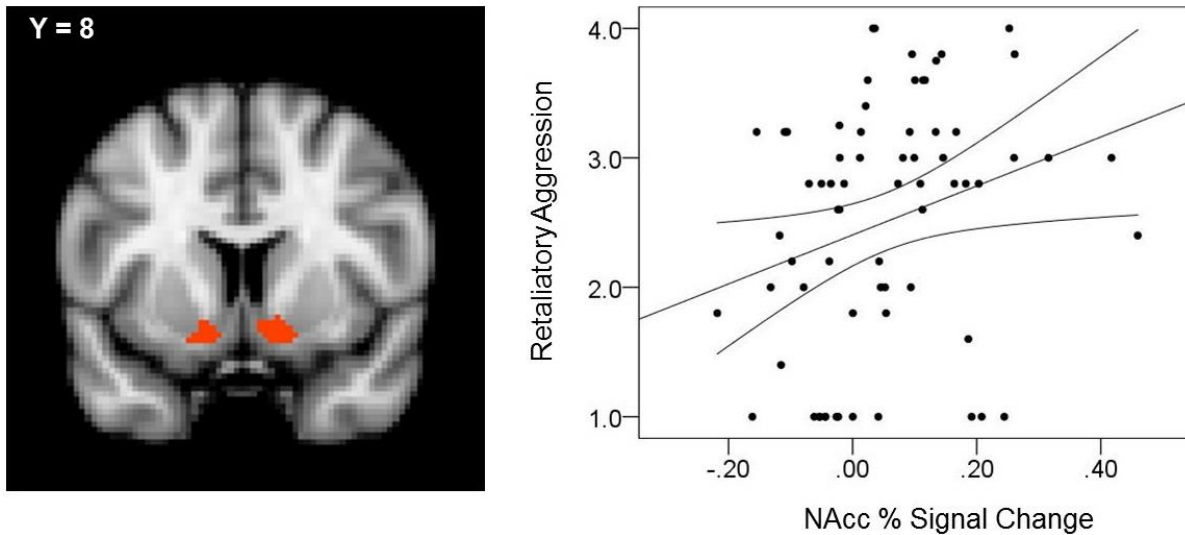 Y = 8
Retaliatory Aggression
4.0
3.0
2.0
1.0
-.20
.00
.20
.40
NAcc % Signal Change